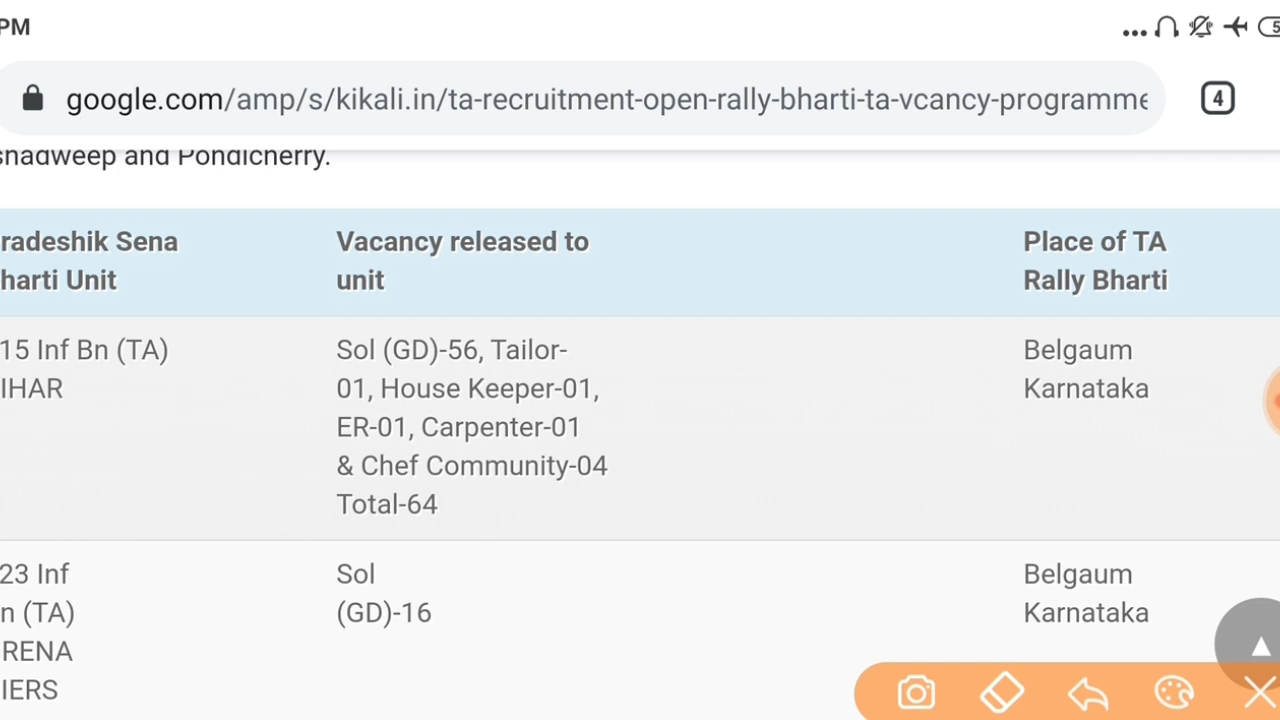 PM
5
google.com/amp/s/kikali.in/ta-recruitment-open-rally-bharti-ta-vcancy-programme
4
shadweep and Pondicherry.
radeshik Sena
harti Unit
Vacancy released to
unit
Place of TA
Rally Bharti
15 Inf Bn (TA)
IHAR
Sol (GD)-56, Tailor-
01, House Keeper-01,
ER-01, Carpenter-01
& Chef Community-04
Total-64
Belgaum
Karnataka
23 Inf
n (TA)
RENA
IERS
Sol
(GD)-16
Belgaum
Karnataka